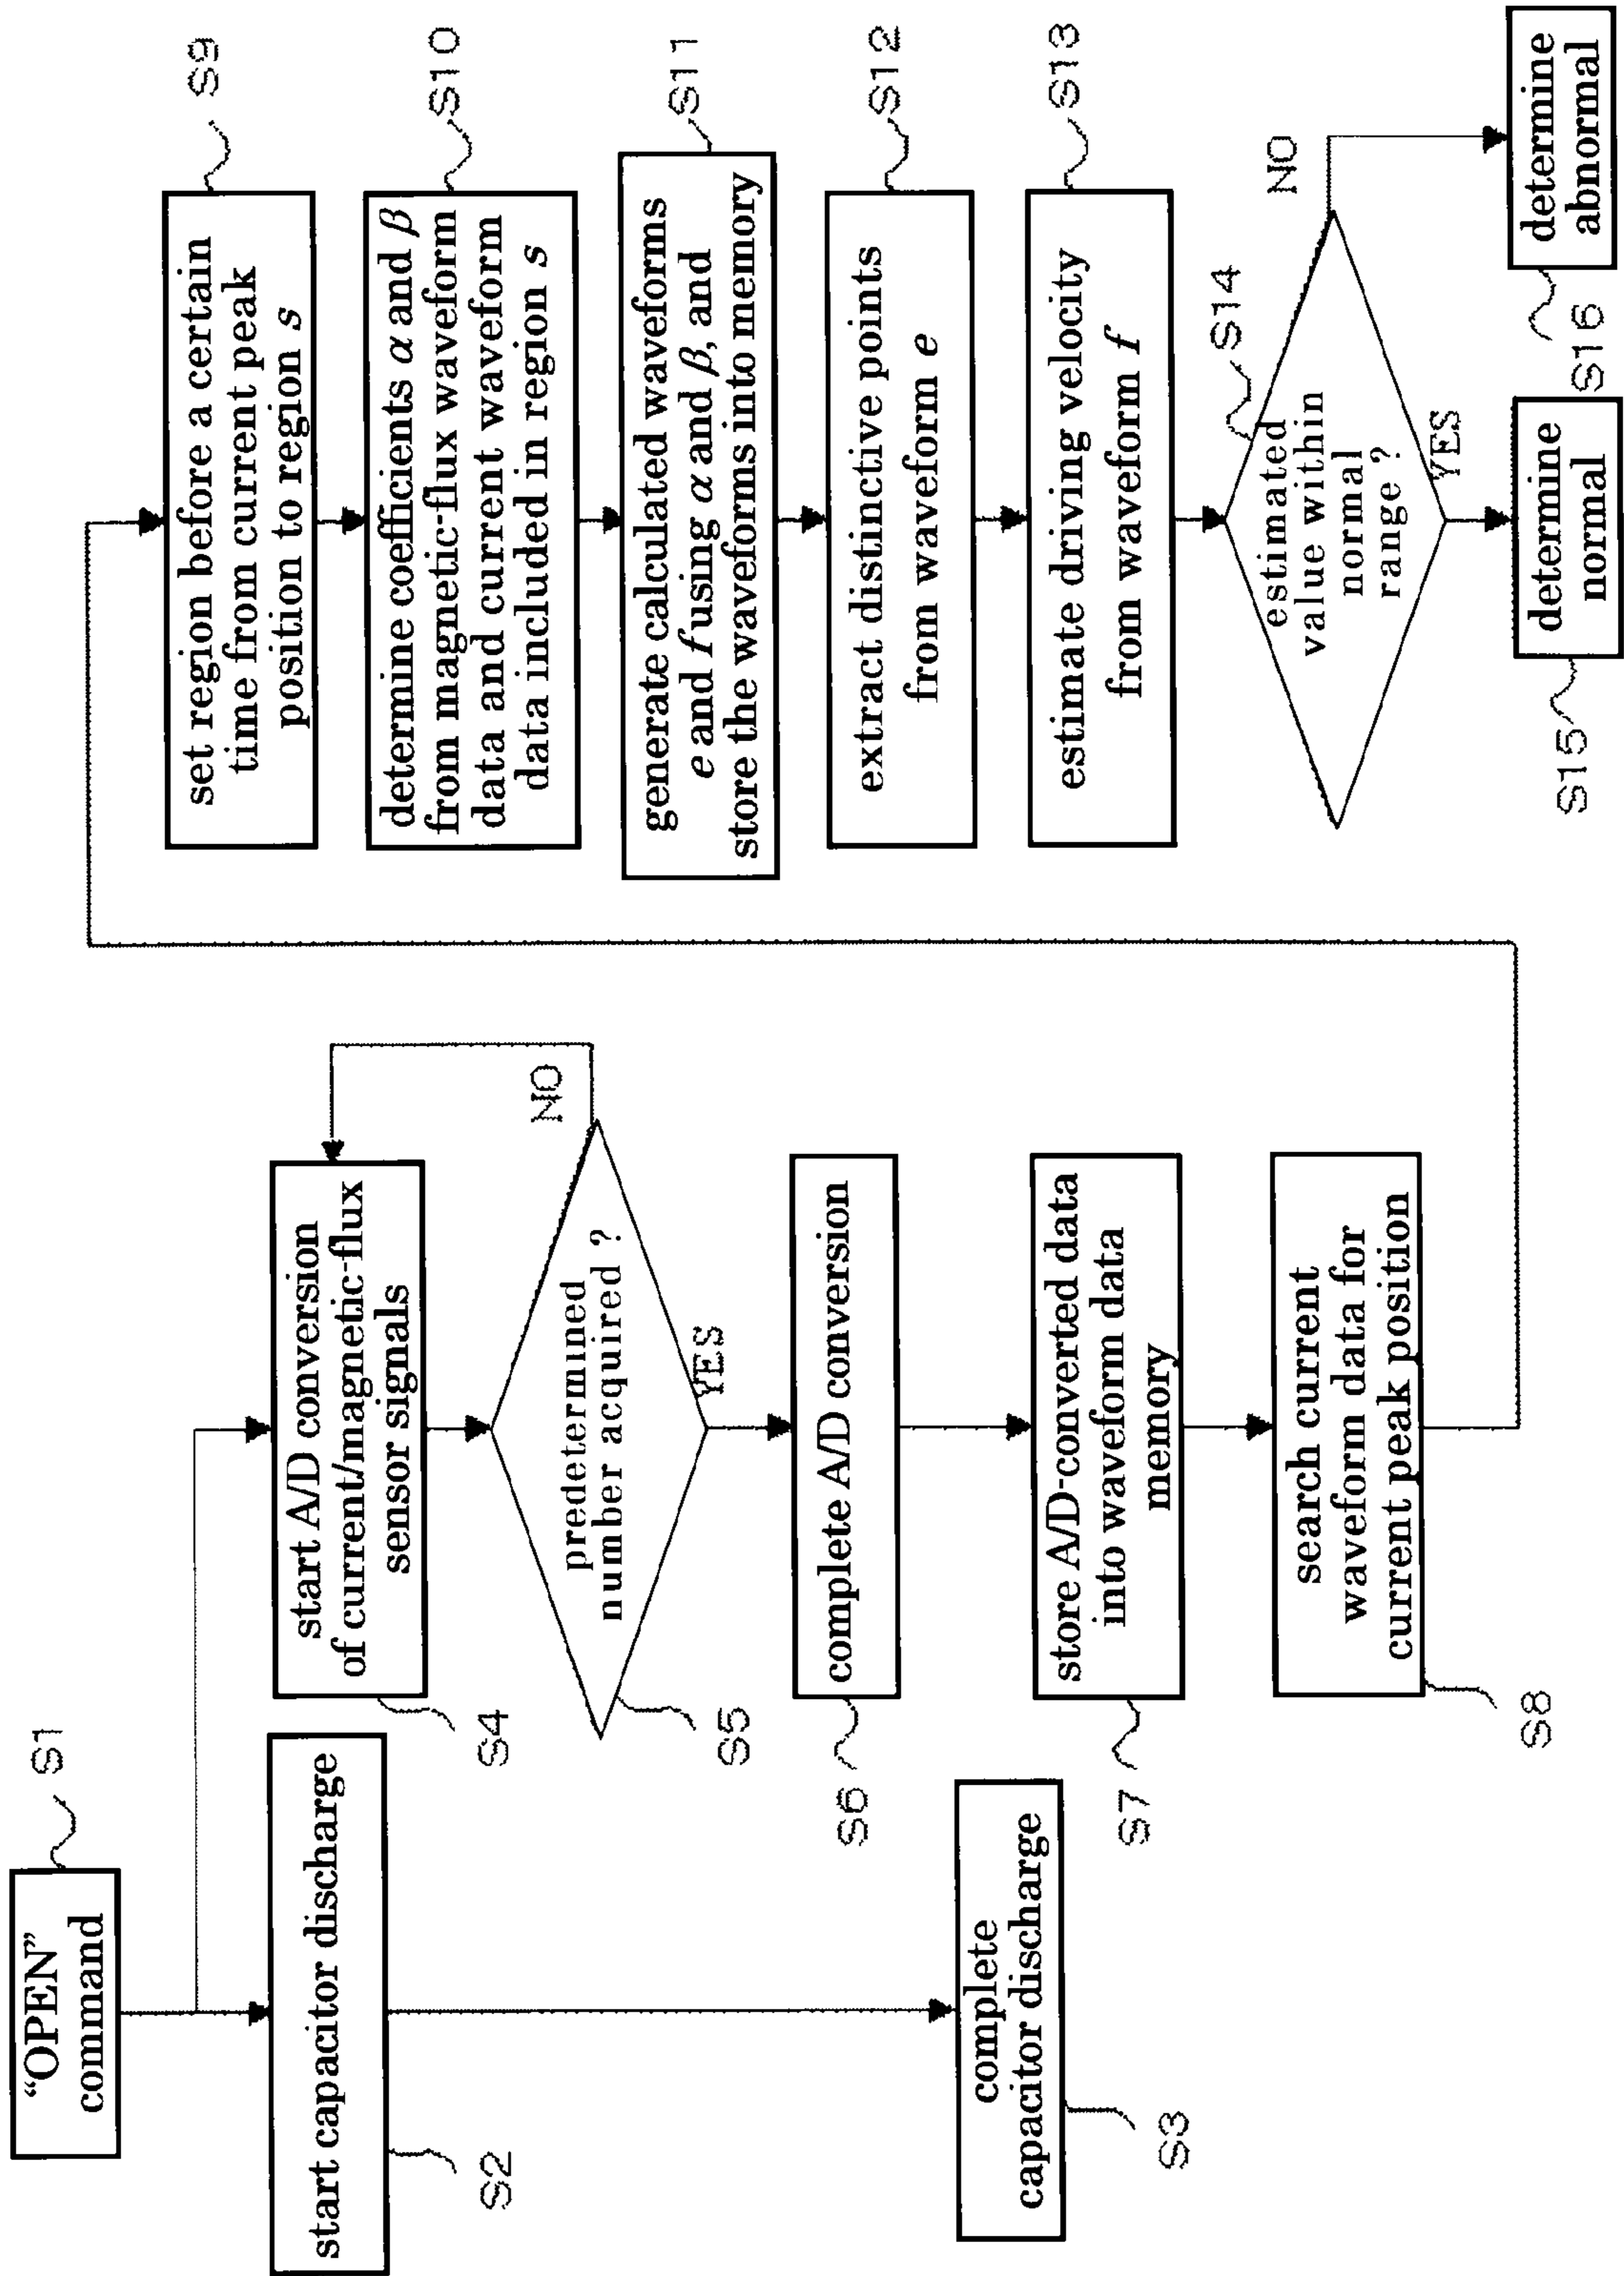 "OPEN"
command
S1
start capacitor discharge
S2
complete
capacitor discharge
S3
start A/D conversion
of current/magnetic-flux
sensor signals
S4
predetermined
number acquired ?
S5
NO
YES
complete A/D conversion
S6
store A/D-converted data
into waveform data
memory
S7
search current
waveform data for
current peak position
S8
set region before a certain
time from current peak
position to region s
S9
determine coefficients α and β
from magnetic-flux waveform
data and current waveform
data included in region s
S10
generate calculated waveforms
e and f using α and β, and
store the waveforms into memory
S11
extract distinctive points
from waveform e
S12
estimate driving velocity
from waveform f
S13
estimated
value within
normal
range ?
S14
NO
YES
determine
normal
S15
determine
abnormal
S16